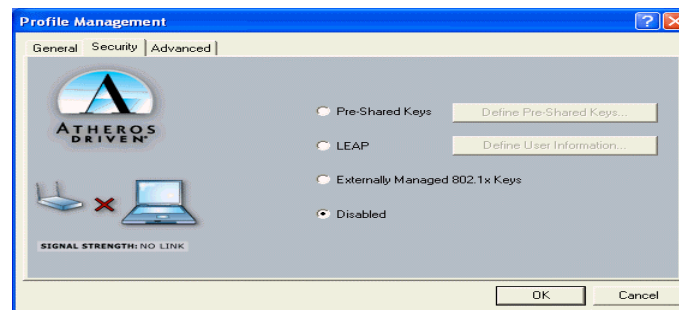 Profile Management
General Security Advanced
ATHEROS
DRIVEN
Pre-Shared Keys Define Pre-Shared Keys...
LEAP Define User Information...
Externally Managed 802.1x Keys
Disabled
SIGNAL STRENGTH: NO LINK
OK Cancel